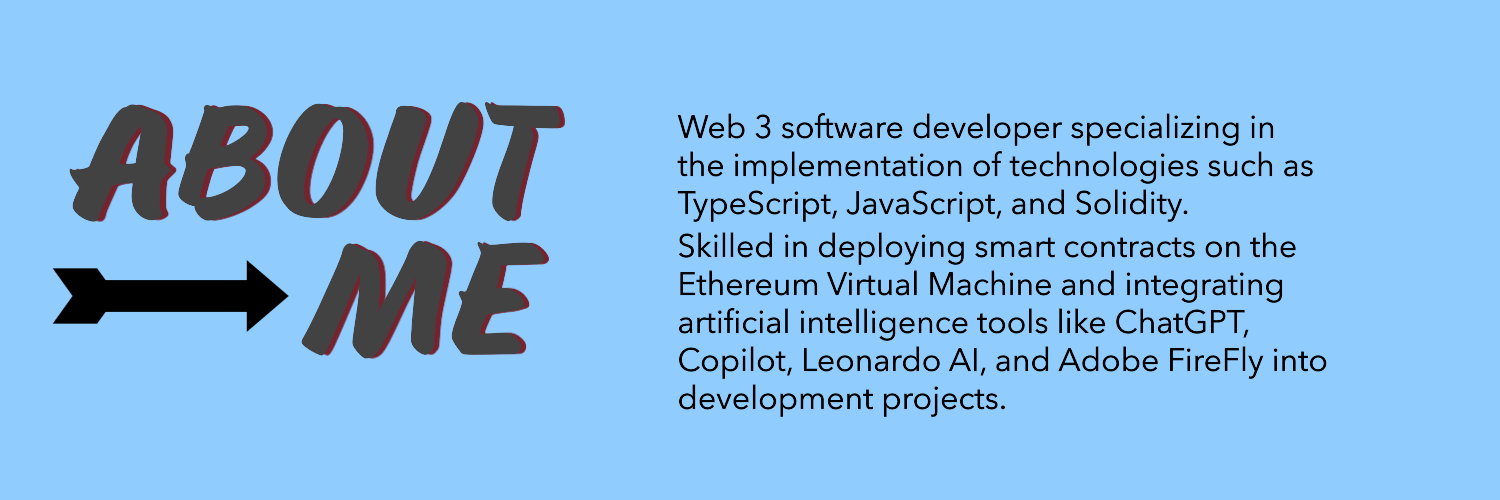 ABOUT
ME
Web 3 software developer specializing in
the implementation of technologies such as
TypeScript, JavaScript, and Solidity.
Skilled in deploying smart contracts on the
Ethereum Virtual Machine and integrating
artificial intelligence tools like ChatGPT,
Copilot, Leonardo AI, and Adobe FireFly into
development projects.